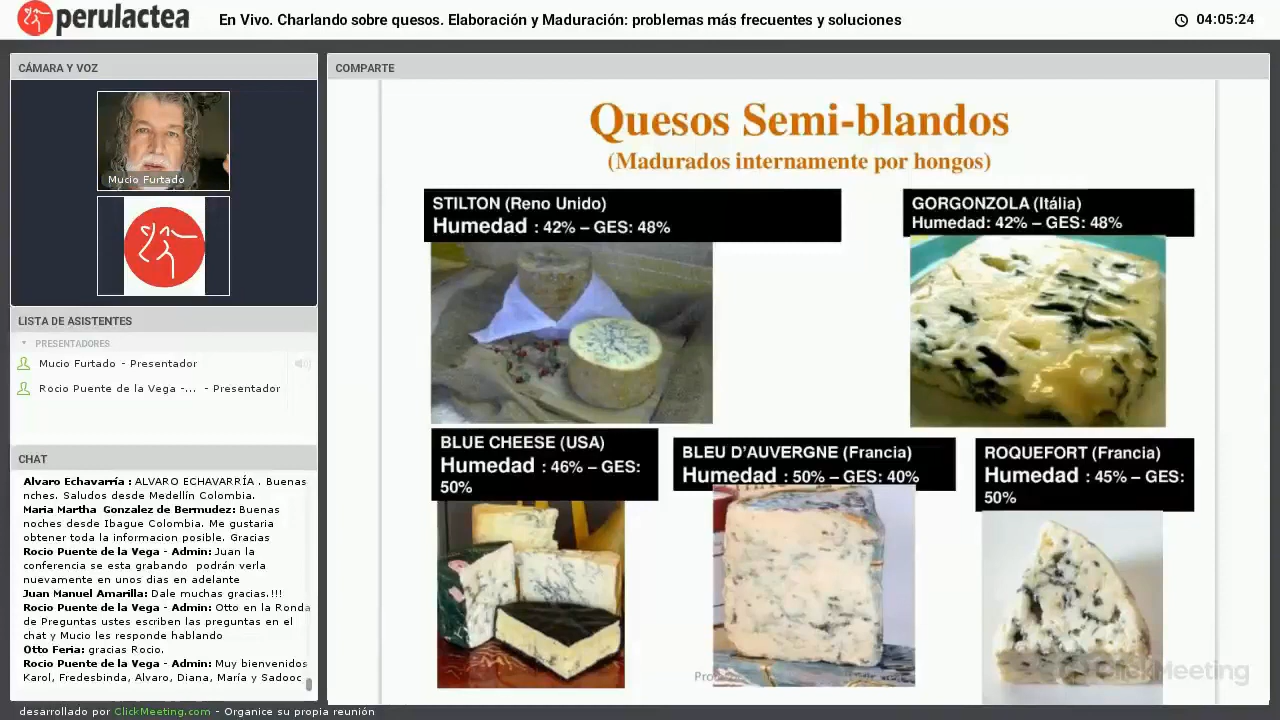 perulactea
En Vivo. Charlando sobre quesos. Elaboración y Maduración: problemas más frecuentes y soluciones
04:05:24
CÁMARA Y VOZ
Mucio Furtado
LISTA DE ASISTENTES
PRESENTADORES
Mucio Furtado - Presentador
Rocio Puente de la Vega -... - Presentador
CHAT
Alvaro Echavarría : ALVARO ECHAVARRÍA . Buenas
nches. Saludos desde Medellín Colombia.
Maria Martha Gonzalez de Bermudez: Buenas
noches desde Ibague Colombia. Me gustaria
obtener toda la informacion posible. Gracias
Rocio Puente de la Vega - Admin: Juan la
conferencia se esta grabando podrán verla
nuevamente en unos dias en adelante
Juan Manuel Amarilla: Dale muchas gracias.!!!
Rocio Puente de la Vega - Admin: Otto en la Ronda
de Preguntas ustes escriben las preguntas en el
chat y Mucio les responde hablando
Otto Feria: gracias Rocio.
Rocio Puente de la Vega - Admin: Muy bienvenidos
Karol, Fredesbinda, Alvaro, Diana, María y Sadooc
COMPARTE
Quesos Semi-blandos
(Madurados internamente por hongos)
STILTON (Reno Unido)
Humedad : 42% – GES: 48%
GORGONZOLA (Itália)
Humedad: 42% – GES: 48%
BLUE CHEESE (USA)
Humedad : 46% – GES:
50%
BLEU D'AUVERGNE (Francia)
Humedad : 50% – GES: 40%
ROQUEFORT (Francia)
Humedad : 45% – GES:
50%
ClickMeeting
desarrollado por ClickMeeting.com - Organice su propia reunión